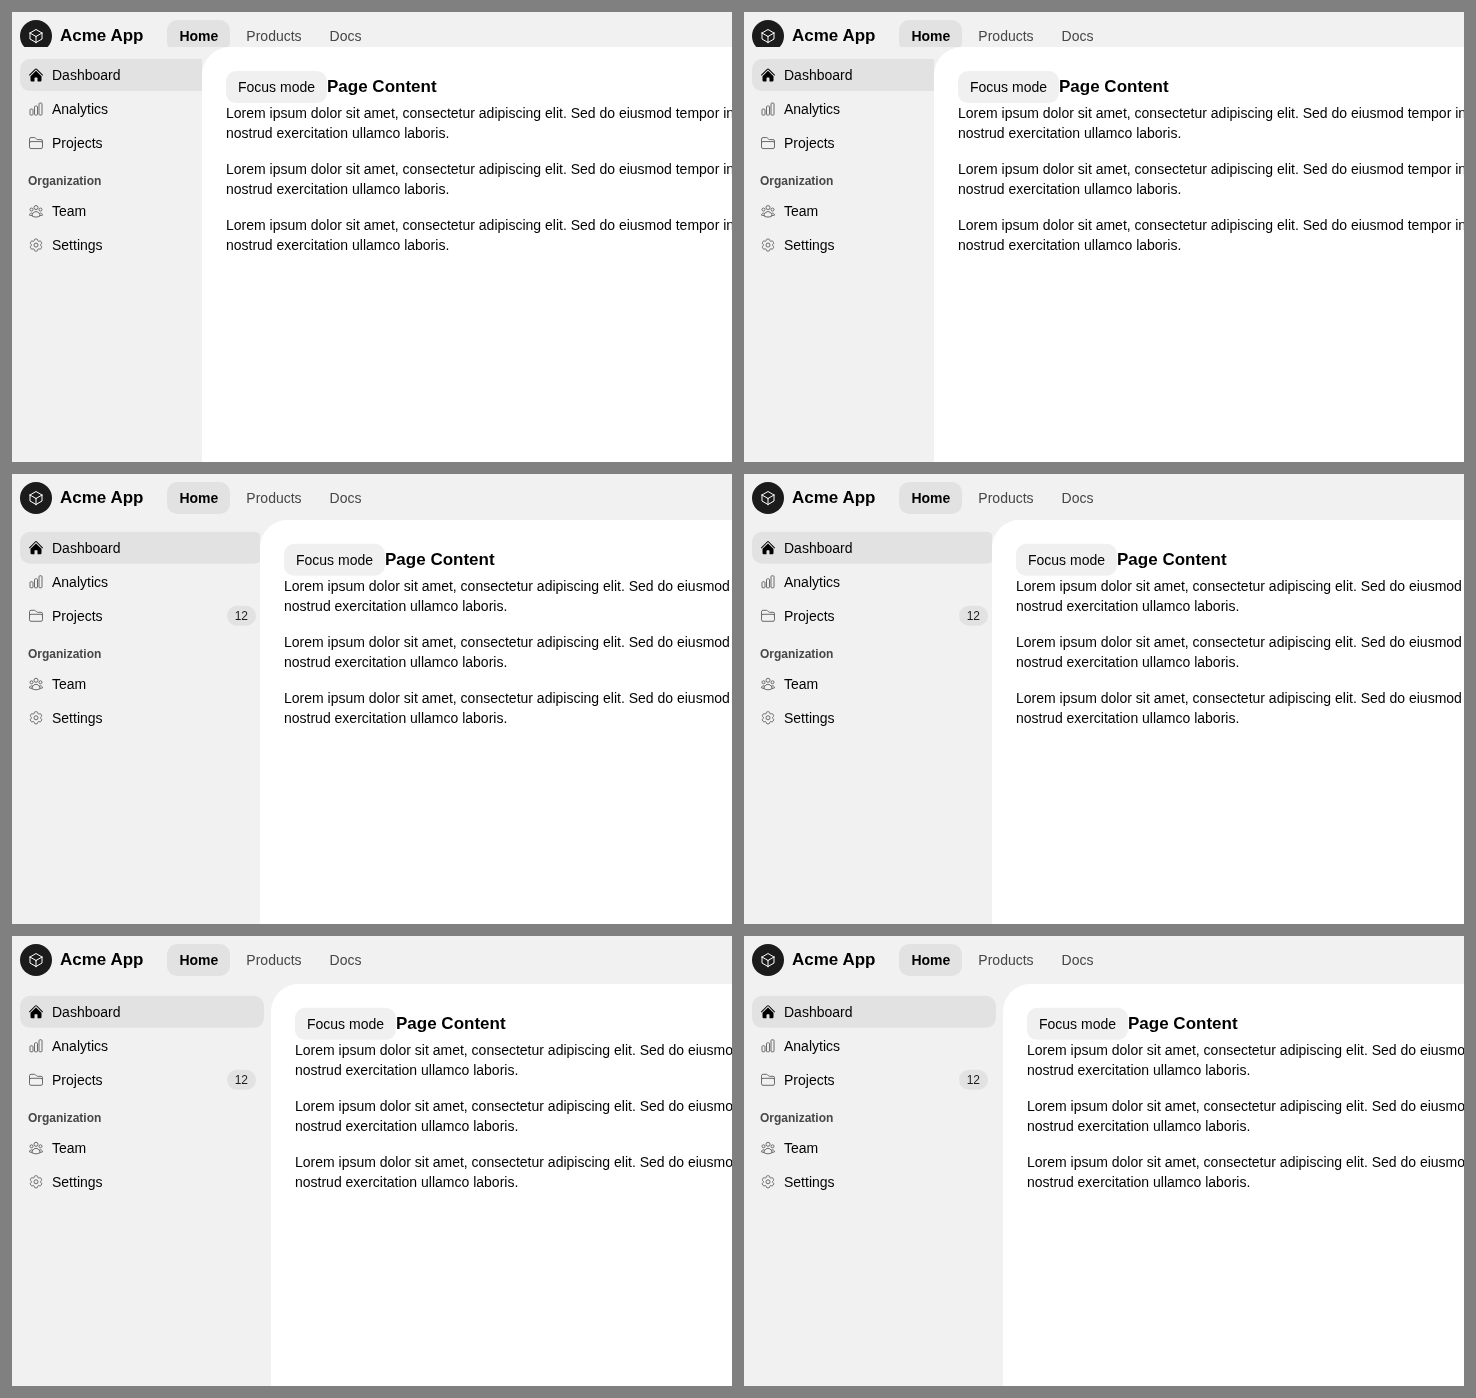 Acme App Home Products Docs
Dashboard
Analytics
Projects
Organization
Team
Settings
Focus mode Page Content
Lorem ipsum dolor sit amet, consectetur adipiscing elit. Sed do eiusmod tempor
nostrud exercitation ullamco laboris.
Lorem ipsum dolor sit amet, consectetur adipiscing elit. Sed do eiusmod tempor
nostrud exercitation ullamco laboris.
Lorem ipsum dolor sit amet, consectetur adipiscing elit. Sed do eiusmod tempor
nostrud exercitation ullamco laboris.
Acme App Home Products Docs
Dashboard
Analytics
Projects
Organization
Team
Settings
Focus mode Page Content
Lorem ipsum dolor sit amet, consectetur adipiscing elit. Sed do eiusmod tempor
nostrud exercitation ullamco laboris.
Lorem ipsum dolor sit amet, consectetur adipiscing elit. Sed do eiusmod tempor
nostrud exercitation ullamco laboris.
Lorem ipsum dolor sit amet, consectetur adipiscing elit. Sed do eiusmod tempor
nostrud exercitation ullamco laboris.
Acme App Home Products Docs
Dashboard
Analytics
Projects 12
Organization
Team
Settings
Focus mode Page Content
Lorem ipsum dolor sit amet, consectetur adipiscing elit. Sed do eiusmod
nostrud exercitation ullamco laboris.
Lorem ipsum dolor sit amet, consectetur adipiscing elit. Sed do eiusmod
nostrud exercitation ullamco laboris.
Lorem ipsum dolor sit amet, consectetur adipiscing elit. Sed do eiusmod
nostrud exercitation ullamco laboris.
Acme App Home Products Docs
Dashboard
Analytics
Projects 12
Organization
Team
Settings
Focus mode Page Content
Lorem ipsum dolor sit amet, consectetur adipiscing elit. Sed do eiusmod
nostrud exercitation ullamco laboris.
Lorem ipsum dolor sit amet, consectetur adipiscing elit. Sed do eiusmod
nostrud exercitation ullamco laboris.
Lorem ipsum dolor sit amet, consectetur adipiscing elit. Sed do eiusmod
nostrud exercitation ullamco laboris.
Acme App Home Products Docs
Dashboard
Analytics
Projects 12
Organization
Team
Settings
Focus mode Page Content
Lorem ipsum dolor sit amet, consectetur adipiscing elit. Sed do
nostrud exercitation ullamco laboris.
Lorem ipsum dolor sit amet, consectetur adipiscing elit. Sed do
nostrud exercitation ullamco laboris.
Lorem ipsum dolor sit amet, consectetur adipiscing elit. Sed do
nostrud exercitation ullamco laboris.
Acme App Home Products Docs
Dashboard
Analytics
Projects 12
Organization
Team
Settings
Focus mode Page Content
Lorem ipsum dolor sit amet, consectetur adipiscing elit. Sed do
nostrud exercitation ullamco laboris.
Lorem ipsum dolor sit amet, consectetur adipiscing elit. Sed do
nostrud exercitation ullamco laboris.
Lorem ipsum dolor sit amet, consectetur adipiscing elit. Sed do
nostrud exercitation ullamco laboris.